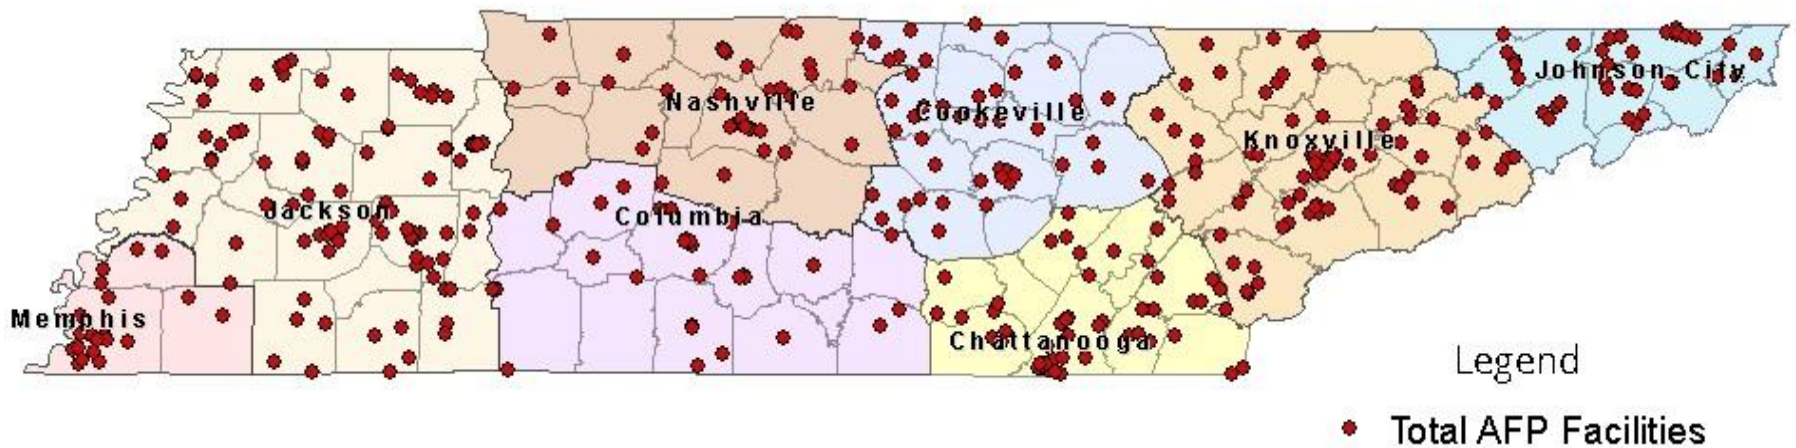 Johnson City
Nashville
Cookeville
Knoxville
Jackson
Columbia
Memphis
Chattanooga
Legend
Total AFP Facilities